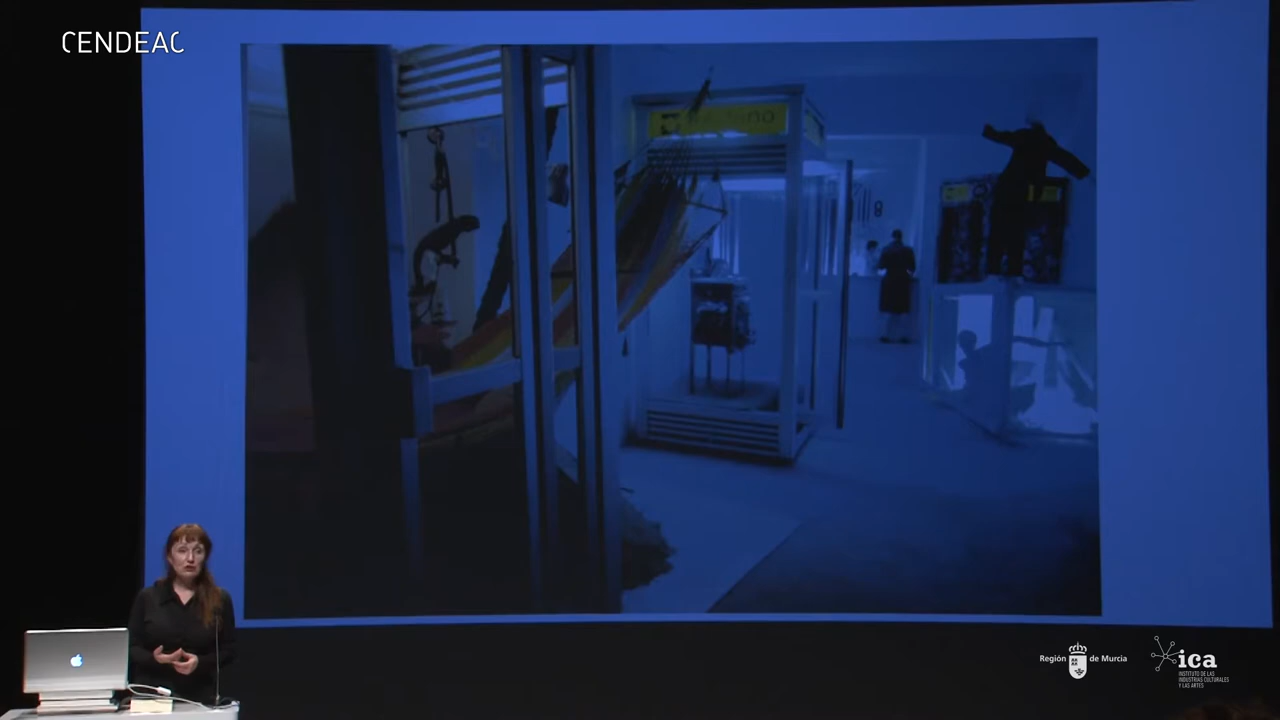 CENDEAC
Región
de Murcia
ica
INSTITUTO DE LAS
INDUSTRIAS CULTURALES
Y LAS ARTES